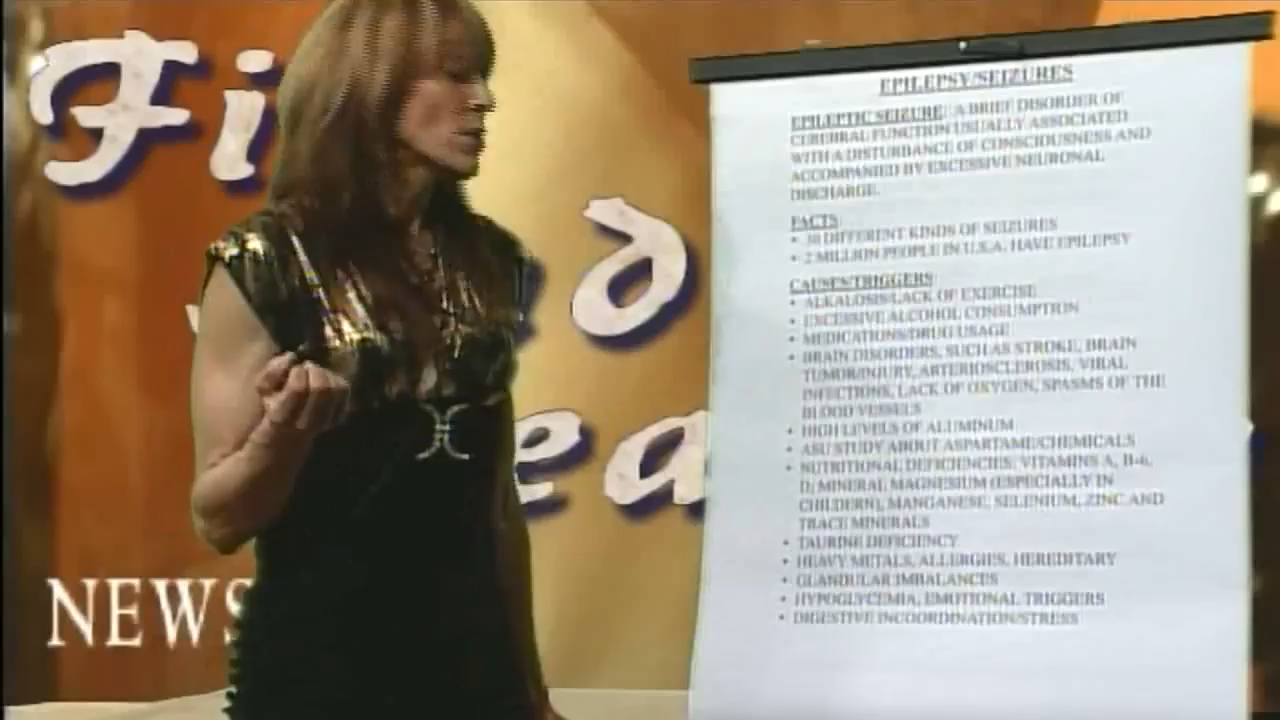 Fi d
ea
NEWS
EPILEPSY/SEIZURES
EPILEPTIC SEIZURE: A BRIEF DISORDER OF
CEREBRAL FUNCTION USUALLY ASSOCIATED
WITH A DISTURBANCE OF CONSCIOUSNESS AND
ACCOMPANIED BY EXCESSIVE NEURONAL
DISCHARGE.
FACTS:
• 30 DIFFERENT KINDS OF SEIZURES
• 2 MILLION PEOPLE IN U.S.A. HAVE EPILEPSY
CAUSES/TRIGGERS:
• ALKALOSIS/LACK OF EXERCISE
• EXCESSIVE ALCOHOL CONSUMPTION
• MEDICATIONS/DRUG USAGE
• BRAIN DISORDERS, SUCH AS STROKE, BRAIN
TUMOR/INJURY, ARTERIOSCLEROSIS, VIRAL
INFECTIONS, LACK OF OXYGEN, SPASMS OF THE
BLOOD VESSELS
• HIGH LEVELS OF ALUMINUM
• ASU STUDY ABOUT ASPARTAME/CHEMICALS
• NUTRITIONAL DEFICIENCIES; VITAMINS A, B-6,
D; MINERAL MAGNESIUM (ESPECIALLY IN
CHILDERN), MANGANESE, SELENIUM, ZINC AND
TRACE MINERALS
• TAURINE DEFICIENCY
• HEAVY METALS, ALLERGIES, HEREDITARY
• GLANDULAR IMBALANCES
• HYPOGLYCEMIA, EMOTIONAL TRIGGERS
• DIGESTIVE INCOORDINATION/STRESS